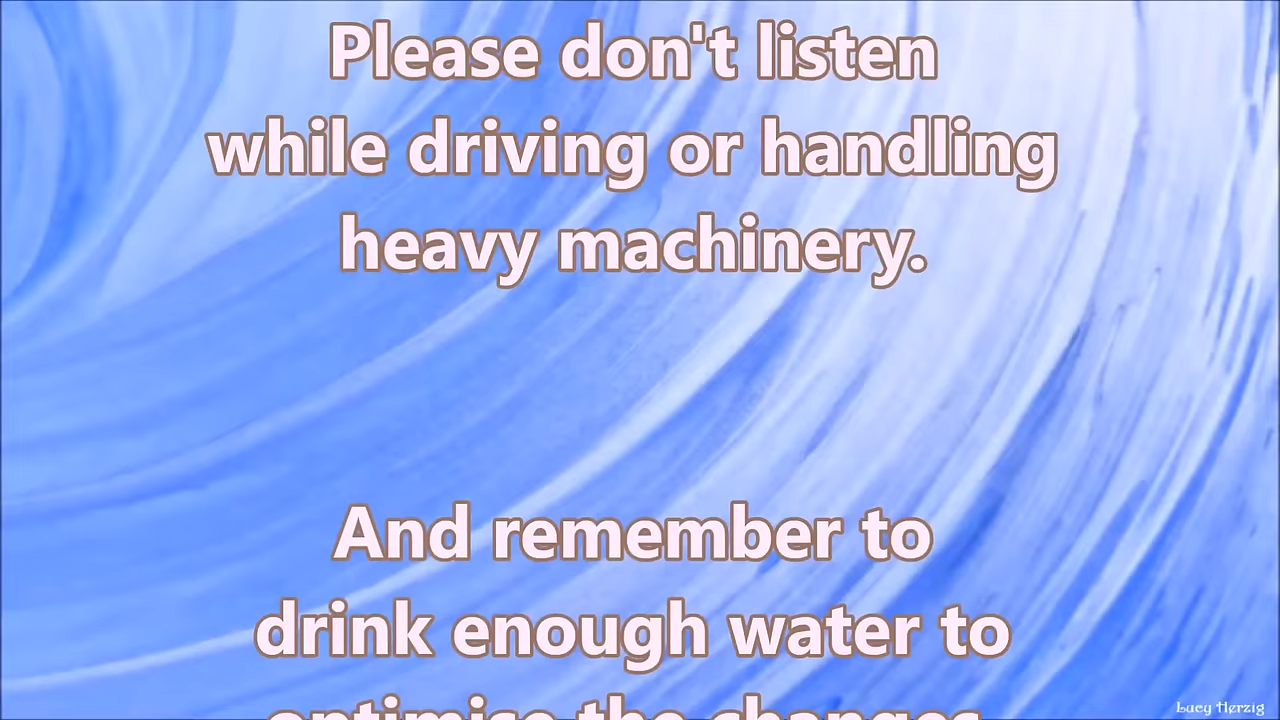 Please don't listen
while driving or handling
heavy machinery.
And remember to
drink enough water to
optimise the changes
Lucy Herzig